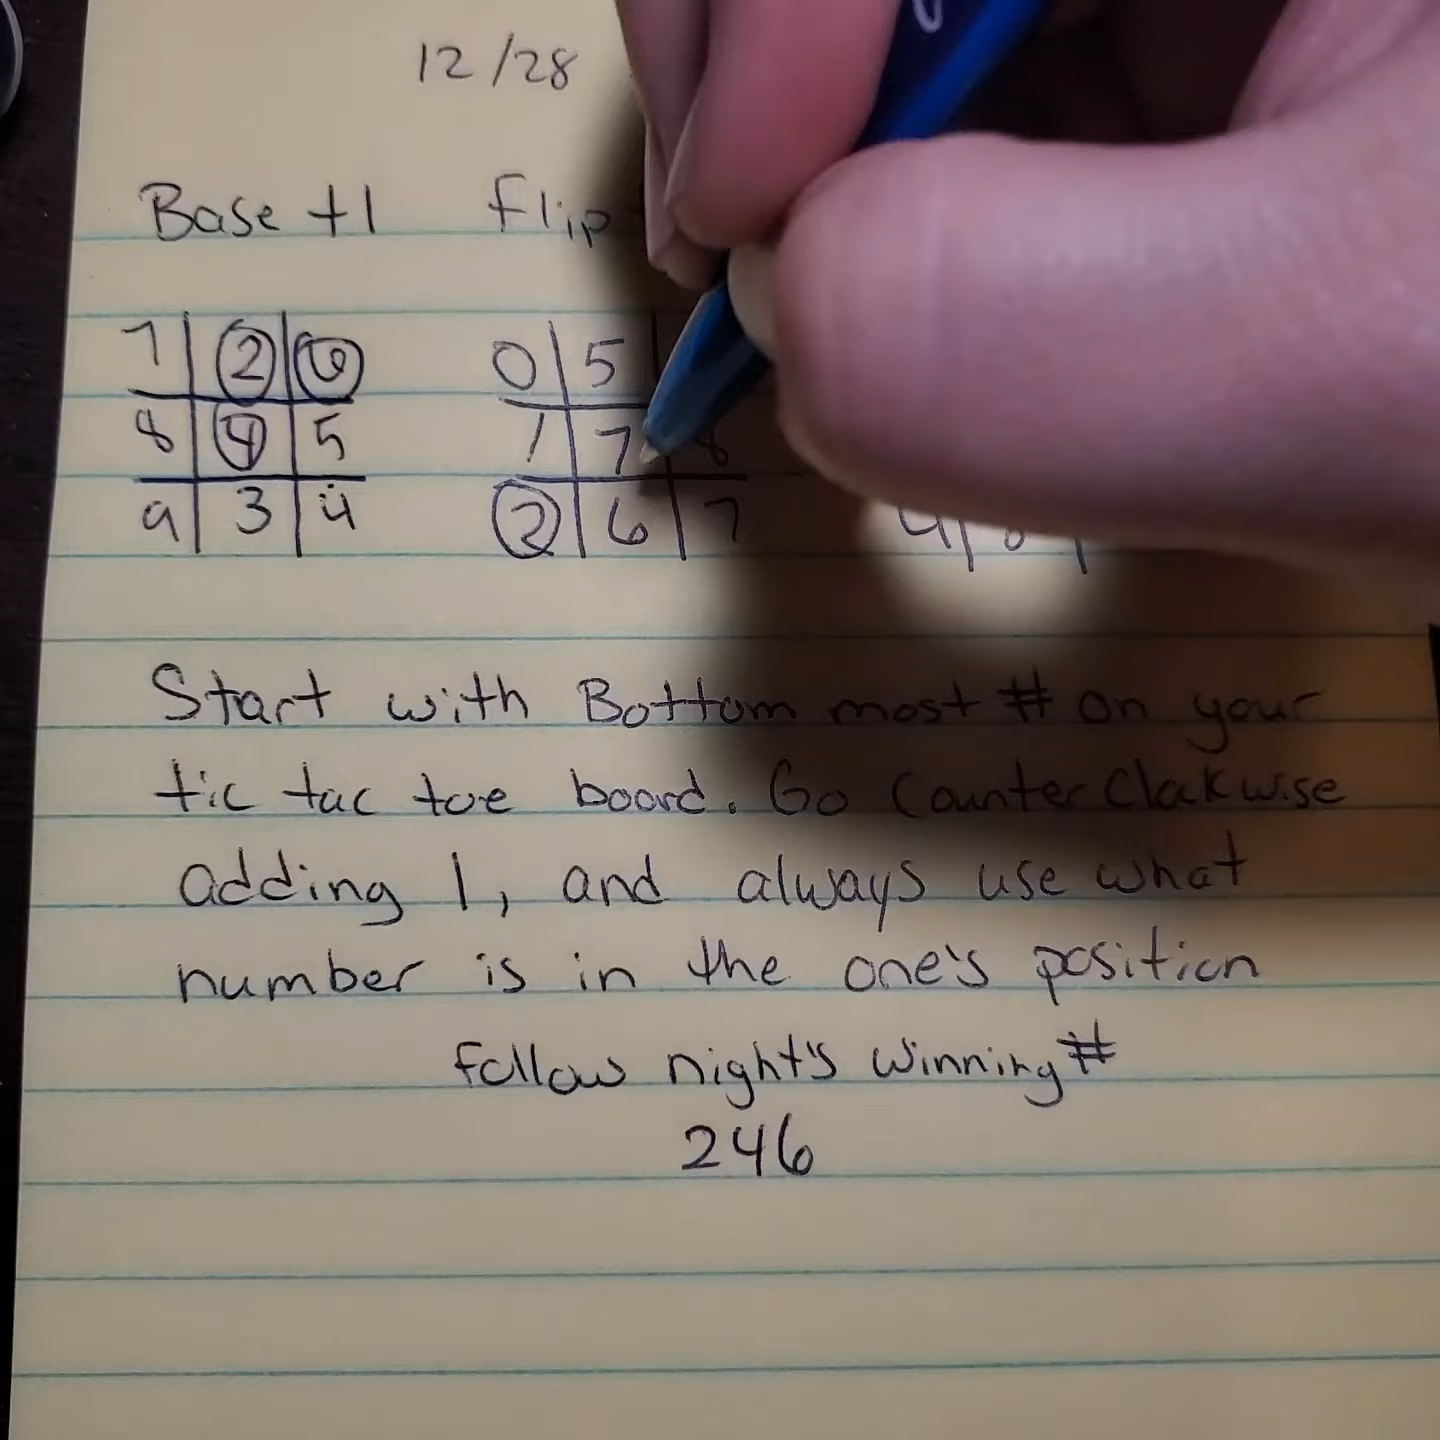 12/28
Base +1 Flip
7 2 6 0 5
8 4 5 1 7 8
9 3 4 2 6 7
Start with Bottom most # on your
tic tac toe board. Go Counter Clockwise
adding 1, and always use what
number is in the one's position
follow night's winning #
246